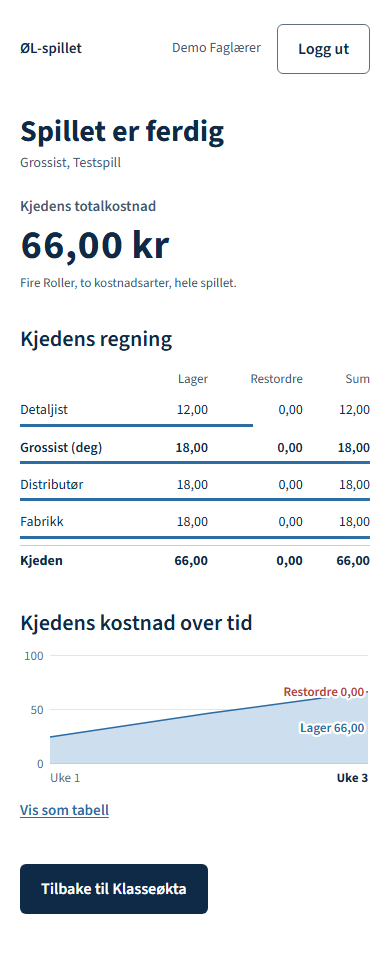 ØL-spillet Demo Faglærer Logg ut
Spillet er ferdig
Grossist, Testspill
Kjedens totalkostnad
66,00 kr
Fire Roller, to kostnadsarter, hele spillet.
Kjedens regning
Lager Restordre Sum
Detaljist 12,00 0,00 12,00
Grossist (deg) 18,00 0,00 18,00
Distributør 18,00 0,00 18,00
Fabrikk 18,00 0,00 18,00
Kjeden 66,00 0,00 66,00
Kjedens kostnad over tid
100
Restordre 0,00
50
Lager 66,00
0
Uke 1 Uke 3
Vis som tabell
Tilbake til Klasseøkta